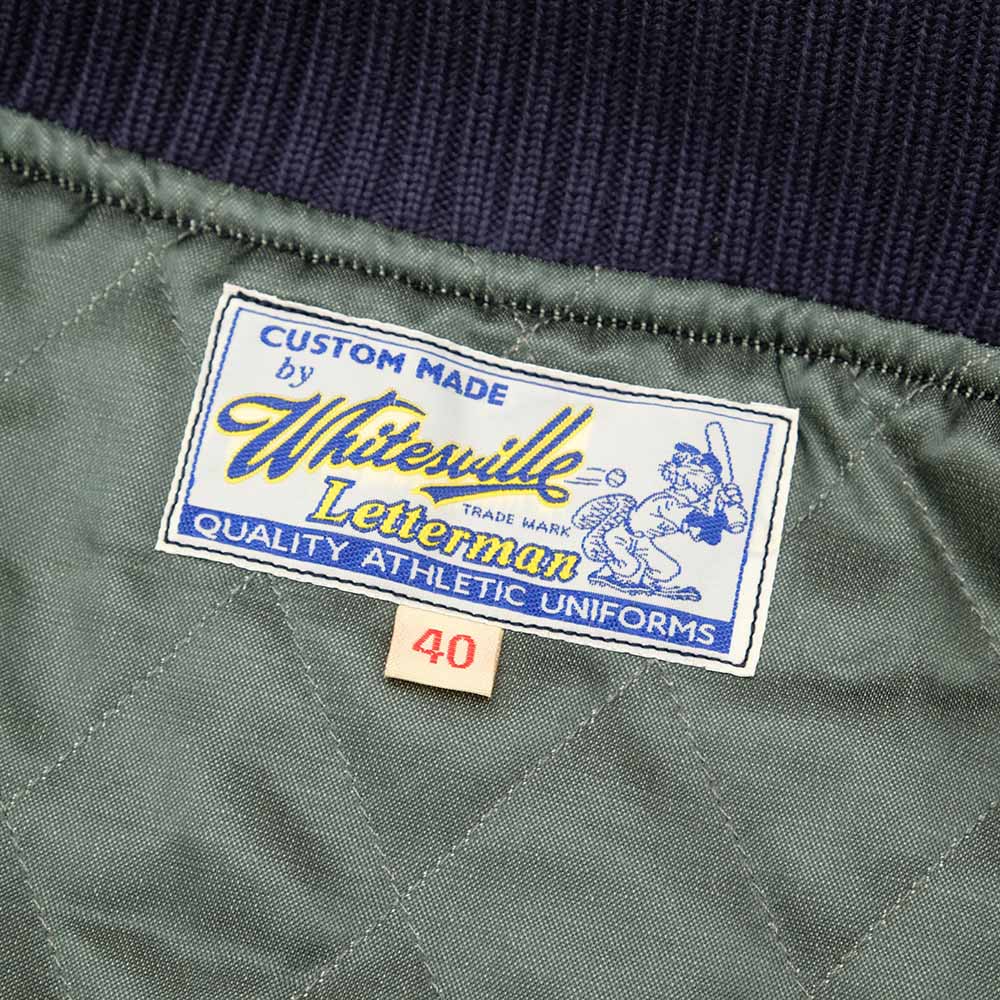 CUSTOM MADE
by
Whitesville
TRADE MARK
Letterman
QUALITY ATHLETIC UNIFORMS
40